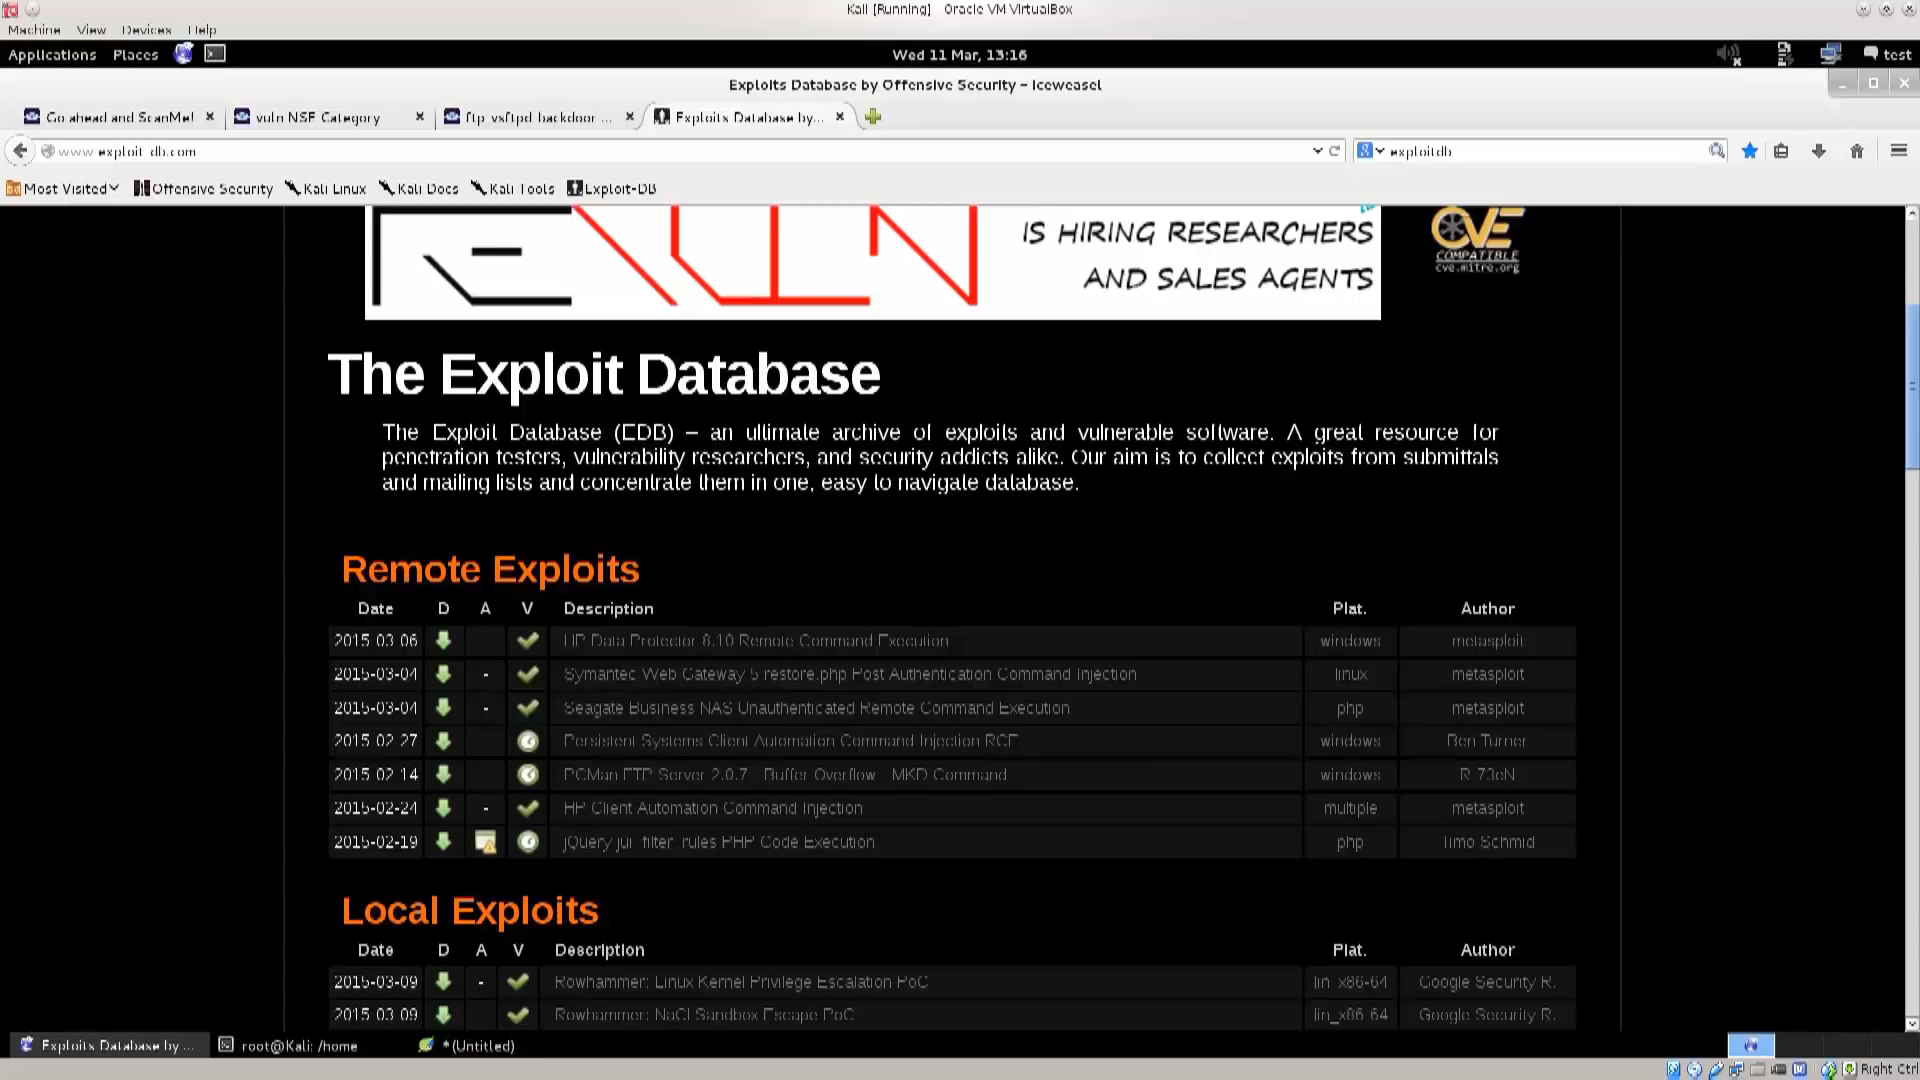 Kali [Running] - Oracle VM VirtualBox
Machine View Devices Help
Applications Places Wed 11 Mar, 13:16 test
Exploits Database by Offensive Security - Iceweasel
Go ahead and ScanMe! vuln NSE Category ftp-vsftpd-backdoor ... Exploits Database by...
www.exploit-db.com exploitdb
Most Visited Offensive Security Kali Linux Kali Docs Kali Tools Exploit-DB
IS HIRING RESEARCHERS
AND SALES AGENTS
CVE
COMPATIBLE
cve.mitre.org
The Exploit Database
The Exploit Database (EDB) – an ultimate archive of exploits and vulnerable software. A great resource for
penetration testers, vulnerability researchers, and security addicts alike. Our aim is to collect exploits from submittals
and mailing lists and concentrate them in one, easy to navigate database.
Remote Exploits
Date D A V Description Plat. Author
2015-03-06 - HP Data Protector 8.10 Remote Command Execution windows metasploit
2015-03-04 - Symantec Web Gateway 5 restore.php Post Authentication Command Injection linux metasploit
2015-03-04 - Seagate Business NAS Unauthenticated Remote Command Execution php metasploit
2015-02-27 - Persistent Systems Client Automation Command Injection RCE windows Ben Turner
2015-02-14 - PCMan FTP Server 2.0.7 - Buffer Overflow - MKD Command windows R-73eN
2015-02-24 - HP Client Automation Command Injection multiple metasploit
2015-02-19 jQuery jui_filter_rules PHP Code Execution php Timo Schmid
Local Exploits
Date D A V Description Plat. Author
2015-03-09 - Rowhammer: Linux Kernel Privilege Escalation PoC lin_x86-64 Google Security R.
2015-03-09 - Rowhammer: NaCl Sandbox Escape PoC lin_x86-64 Google Security R.
Exploits Database by ... root@Kali: /home *(Untitled)
Right Ctrl